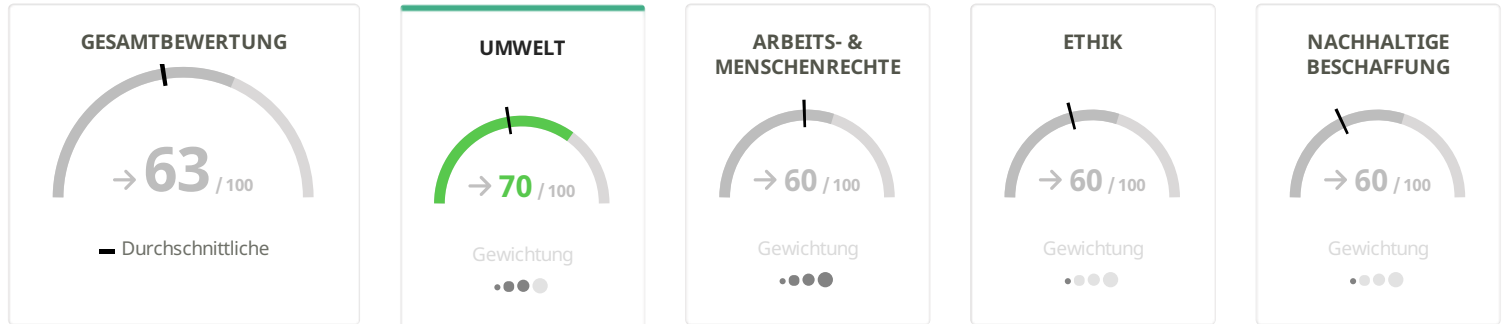 GESAMTBEWERTUNG
→ 63 / 100
Durchschnittliche
UMWELT
→ 70 / 100
Gewichtung
ARBEITS- &
MENSCHENRECHTE
→ 60 / 100
Gewichtung
ETHIK
→ 60 / 100
Gewichtung
NACHHALTIGE
BESCHAFFUNG
→ 60 / 100
Gewichtung